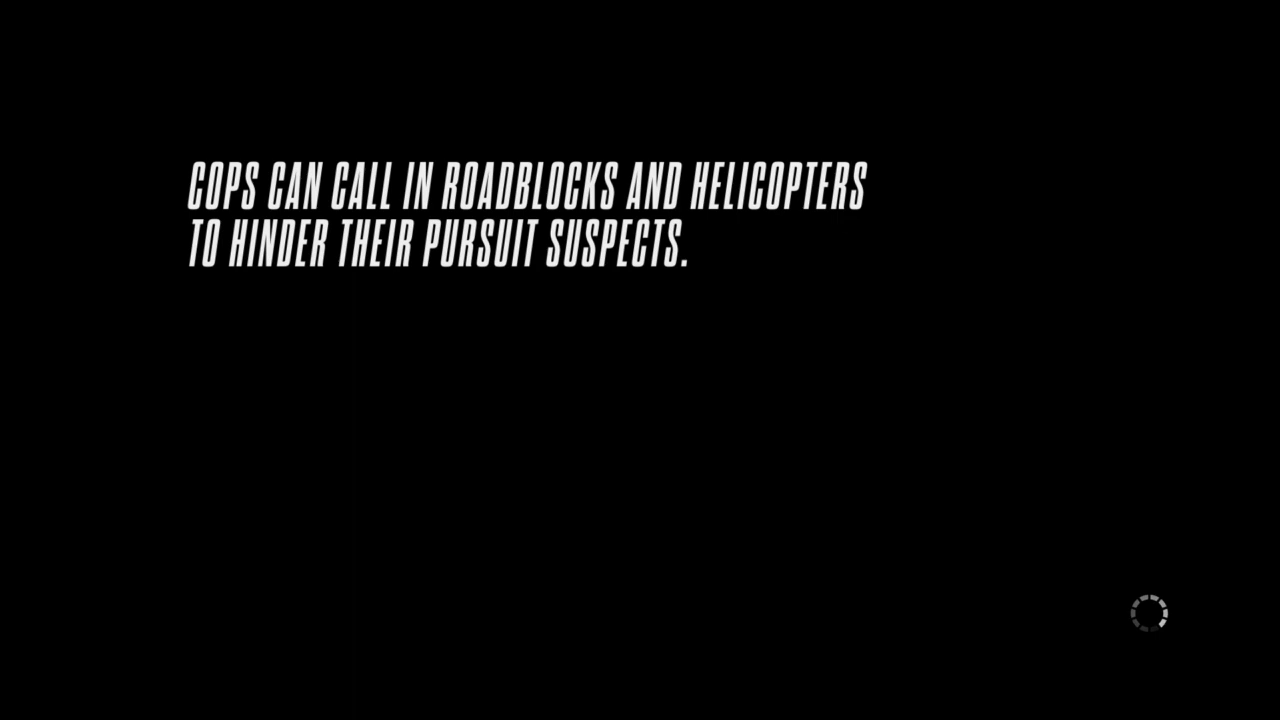 COPS CAN CALL IN ROADBLOCKS AND HELICOPTERS
TO HINDER THEIR PURSUIT SUSPECTS.